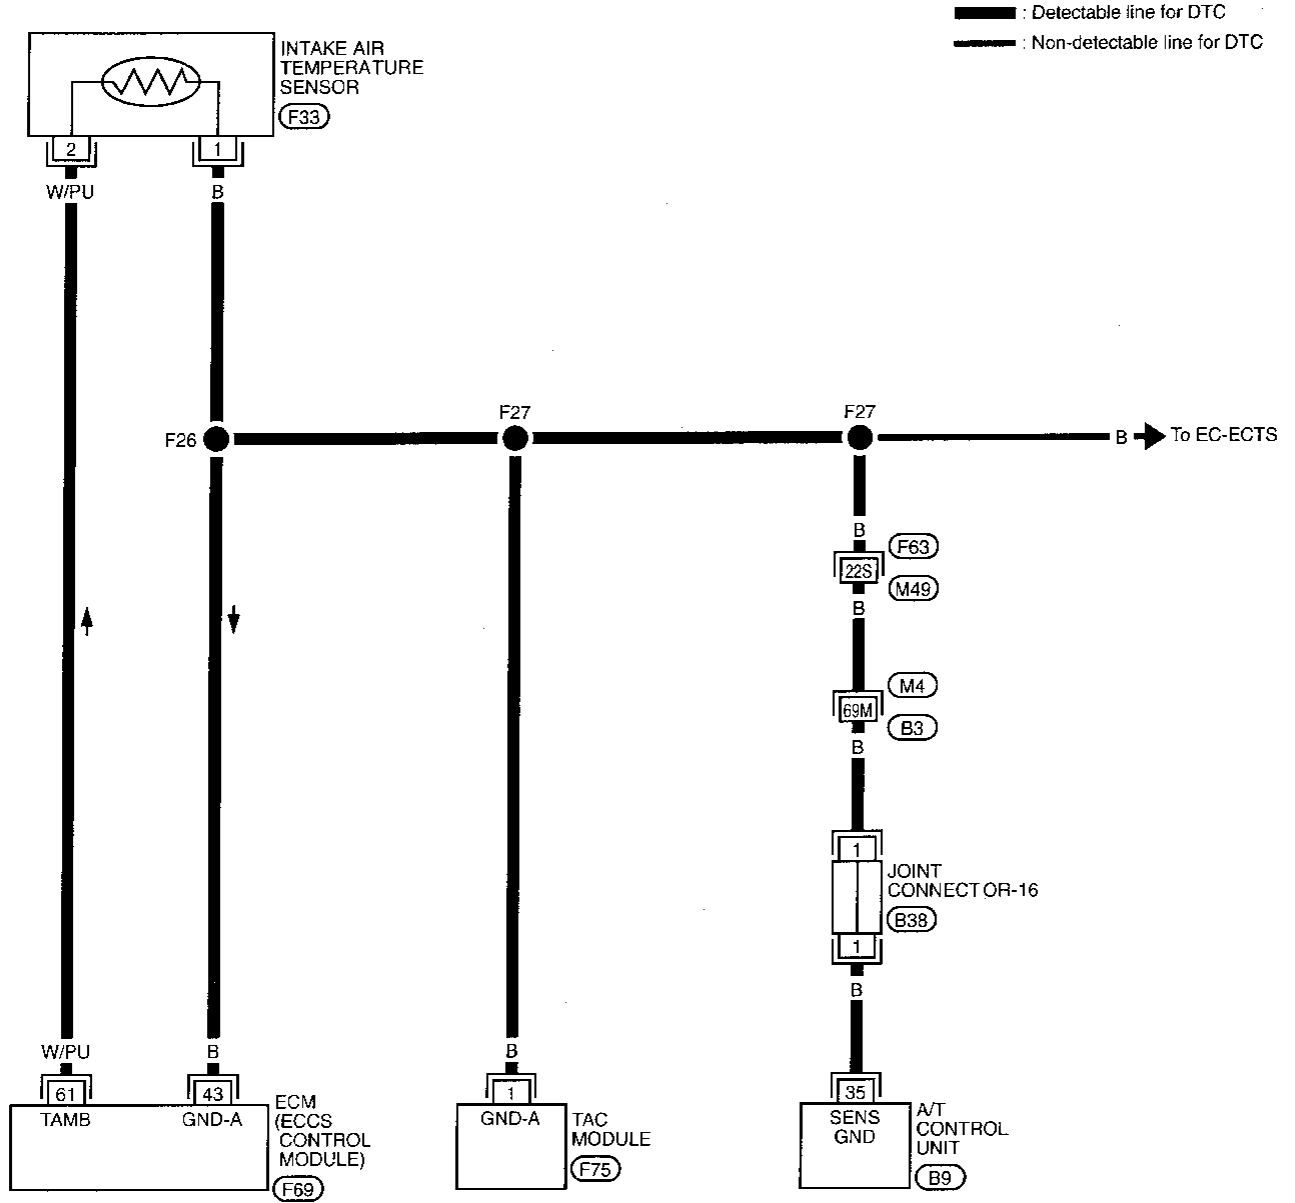 : Detectable line for DTC
: Non-detectable line for DTC
INTAKE AIR
TEMPERATURE
SENSOR
F33
2
1
W/PU
B
F26
F27
F27
B
To EC-ECTS
B
F63
22S
M49
B
M4
69M
B3
B
1
JOINT
CONNECTOR-16
B38
1
B
W/PU
B
B
61
43
1
35
TAMB
GND-A
ECM
(ECCS
CONTROL
MODULE)
F69
GND-A
TAC
MODULE
F75
SENS
GND
A/T
CONTROL
UNIT
B9